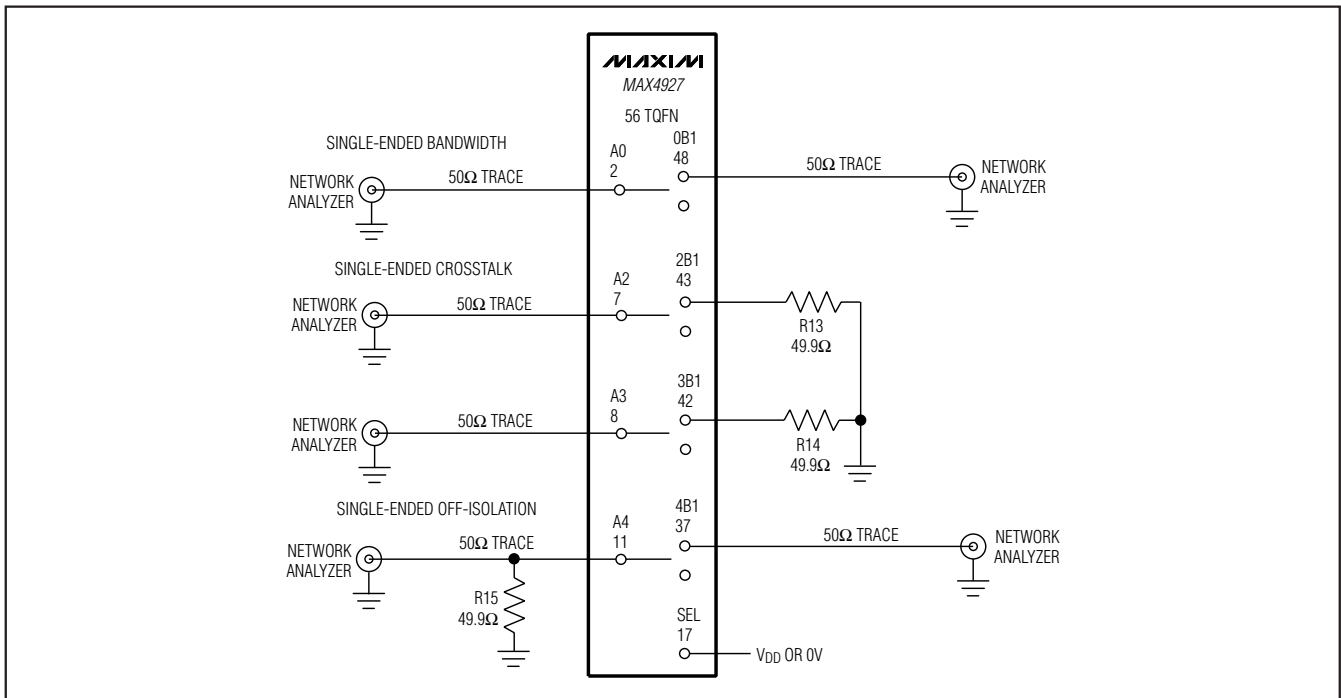 MAXIM
MAX4927
56 TQFN
SINGLE-ENDED BANDWIDTH
NETWORK
ANALYZER
50Ω TRACE
A0
2
0B1
48
50Ω TRACE
NETWORK
ANALYZER
SINGLE-ENDED CROSSTALK
NETWORK
ANALYZER
50Ω TRACE
A2
7
2B1
43
R13
49.9Ω
NETWORK
ANALYZER
50Ω TRACE
A3
8
3B1
42
R14
49.9Ω
SINGLE-ENDED OFF-ISOLATION
NETWORK
ANALYZER
50Ω TRACE
R15
49.9Ω
A4
11
4B1
37
50Ω TRACE
NETWORK
ANALYZER
SEL
17
VDD OR 0V